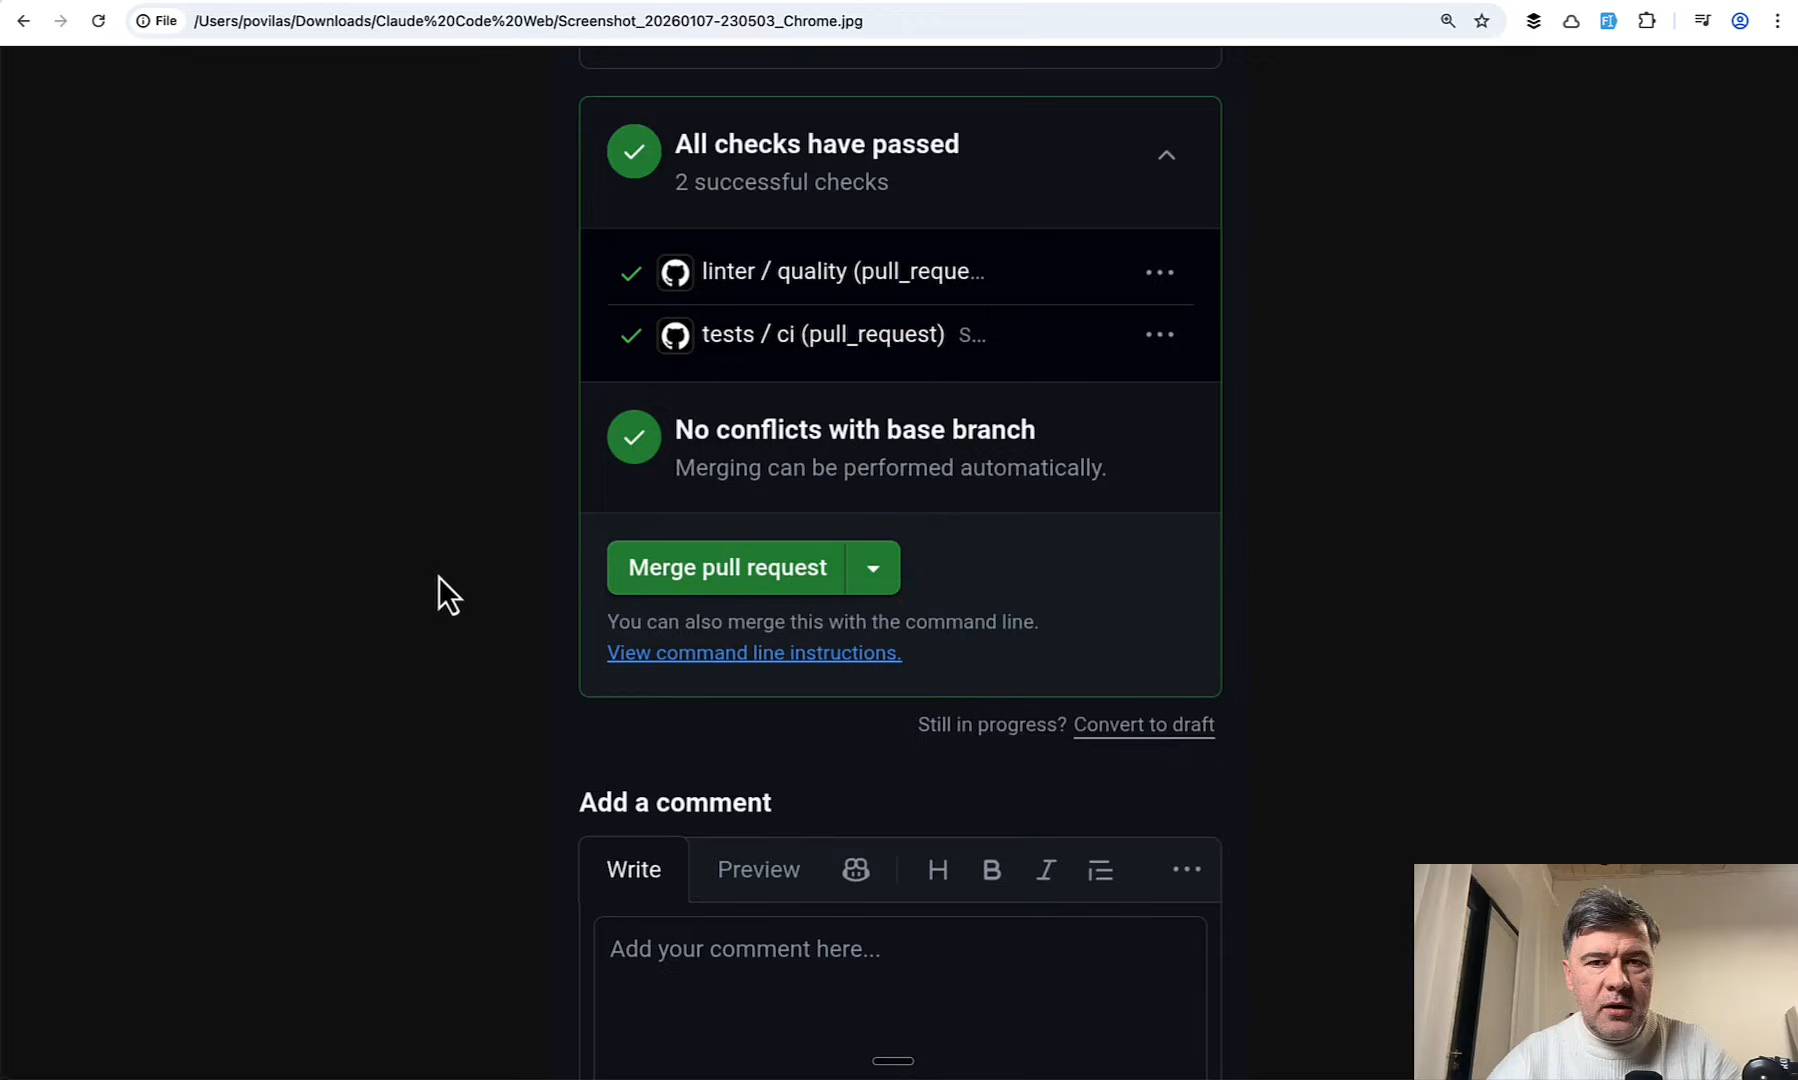 File
/Users/povilas/Downloads/Claude%20Code%20Web/Screenshot_20260107-230503_Chrome.jpg
All checks have passed
2 successful checks
linter / quality (pull_reque...
tests / ci (pull_request) S...
No conflicts with base branch
Merging can be performed automatically.
Merge pull request
You can also merge this with the command line.
View command line instructions.
Still in progress? Convert to draft
Add a comment
Write Preview H B I
Add your comment here...